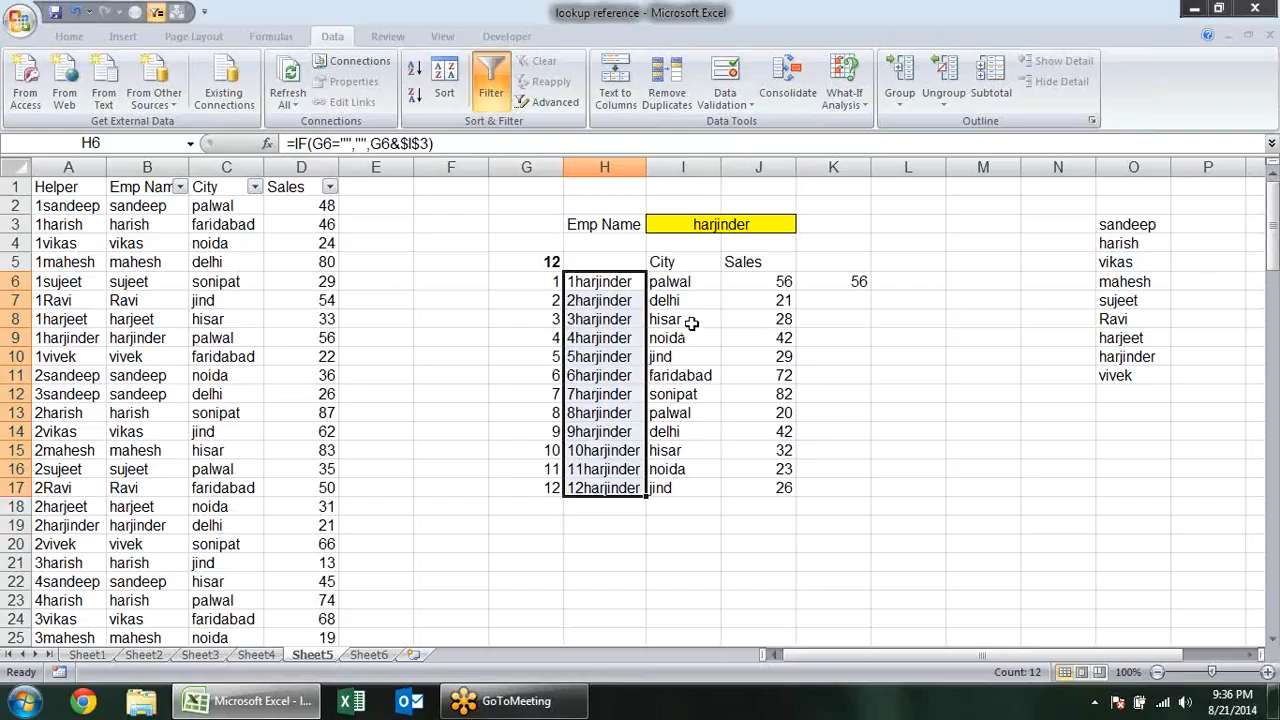 lookup reference - Microsoft Excel
Home Insert Page Layout Formulas Data Review View Developer
From Access
From Web
From Text
From Other Sources
Existing Connections
Get External Data
Refresh All
Connections
Properties
Edit Links
Connections
Sort
Filter
Clear
Reapply
Advanced
Sort & Filter
Text to Columns
Remove Duplicates
Data Validation
Consolidate
What-If Analysis
Data Tools
Group
Ungroup
Subtotal
Show Detail
Hide Detail
Outline
H6 fx =IF(G6="","",G6&$I$3)
A B C D E F G H I J K L M N O P
1 Helper Emp Nam City Sales
2 1sandeep sandeep palwal 48
3 1harish harish faridabad 46 Emp Name harjinder sandeep
4 1vikas vikas noida 24 harish
5 1mahesh mahesh delhi 80 12 City Sales vikas
6 1sujeet sujeet sonipat 29 1 1harjinder palwal 56 56 mahesh
7 1Ravi Ravi jind 54 2 2harjinder delhi 21 sujeet
8 1harjeet harjeet hisar 33 3 3harjinder hisar 28 Ravi
9 1harjinder harjinder palwal 56 4 4harjinder noida 42 harjeet
10 1vivek vivek faridabad 22 5 5harjinder jind 29 harjinder
11 2sandeep sandeep noida 36 6 6harjinder faridabad 72 vivek
12 3sandeep sandeep delhi 26 7 7harjinder sonipat 82
13 2harish harish sonipat 87 8 8harjinder palwal 20
14 2vikas vikas jind 62 9 9harjinder delhi 42
15 2mahesh mahesh hisar 83 10 10harjinder hisar 32
16 2sujeet sujeet palwal 35 11 11harjinder noida 23
17 2Ravi Ravi faridabad 50 12 12harjinder jind 26
18 2harjeet harjeet noida 31
19 2harjinder harjinder delhi 21
20 2vivek vivek sonipat 66
21 3harish harish jind 13
22 4sandeep sandeep hisar 45
23 4harish harish palwal 74
24 3vikas vikas faridabad 68
25 3mahesh mahesh noida 19
Sheet1 Sheet2 Sheet3 Sheet4 Sheet5 Sheet6
Ready Count: 12 100%
Microsoft Excel - l... GoToMeeting
9:36 PM
8/21/2014